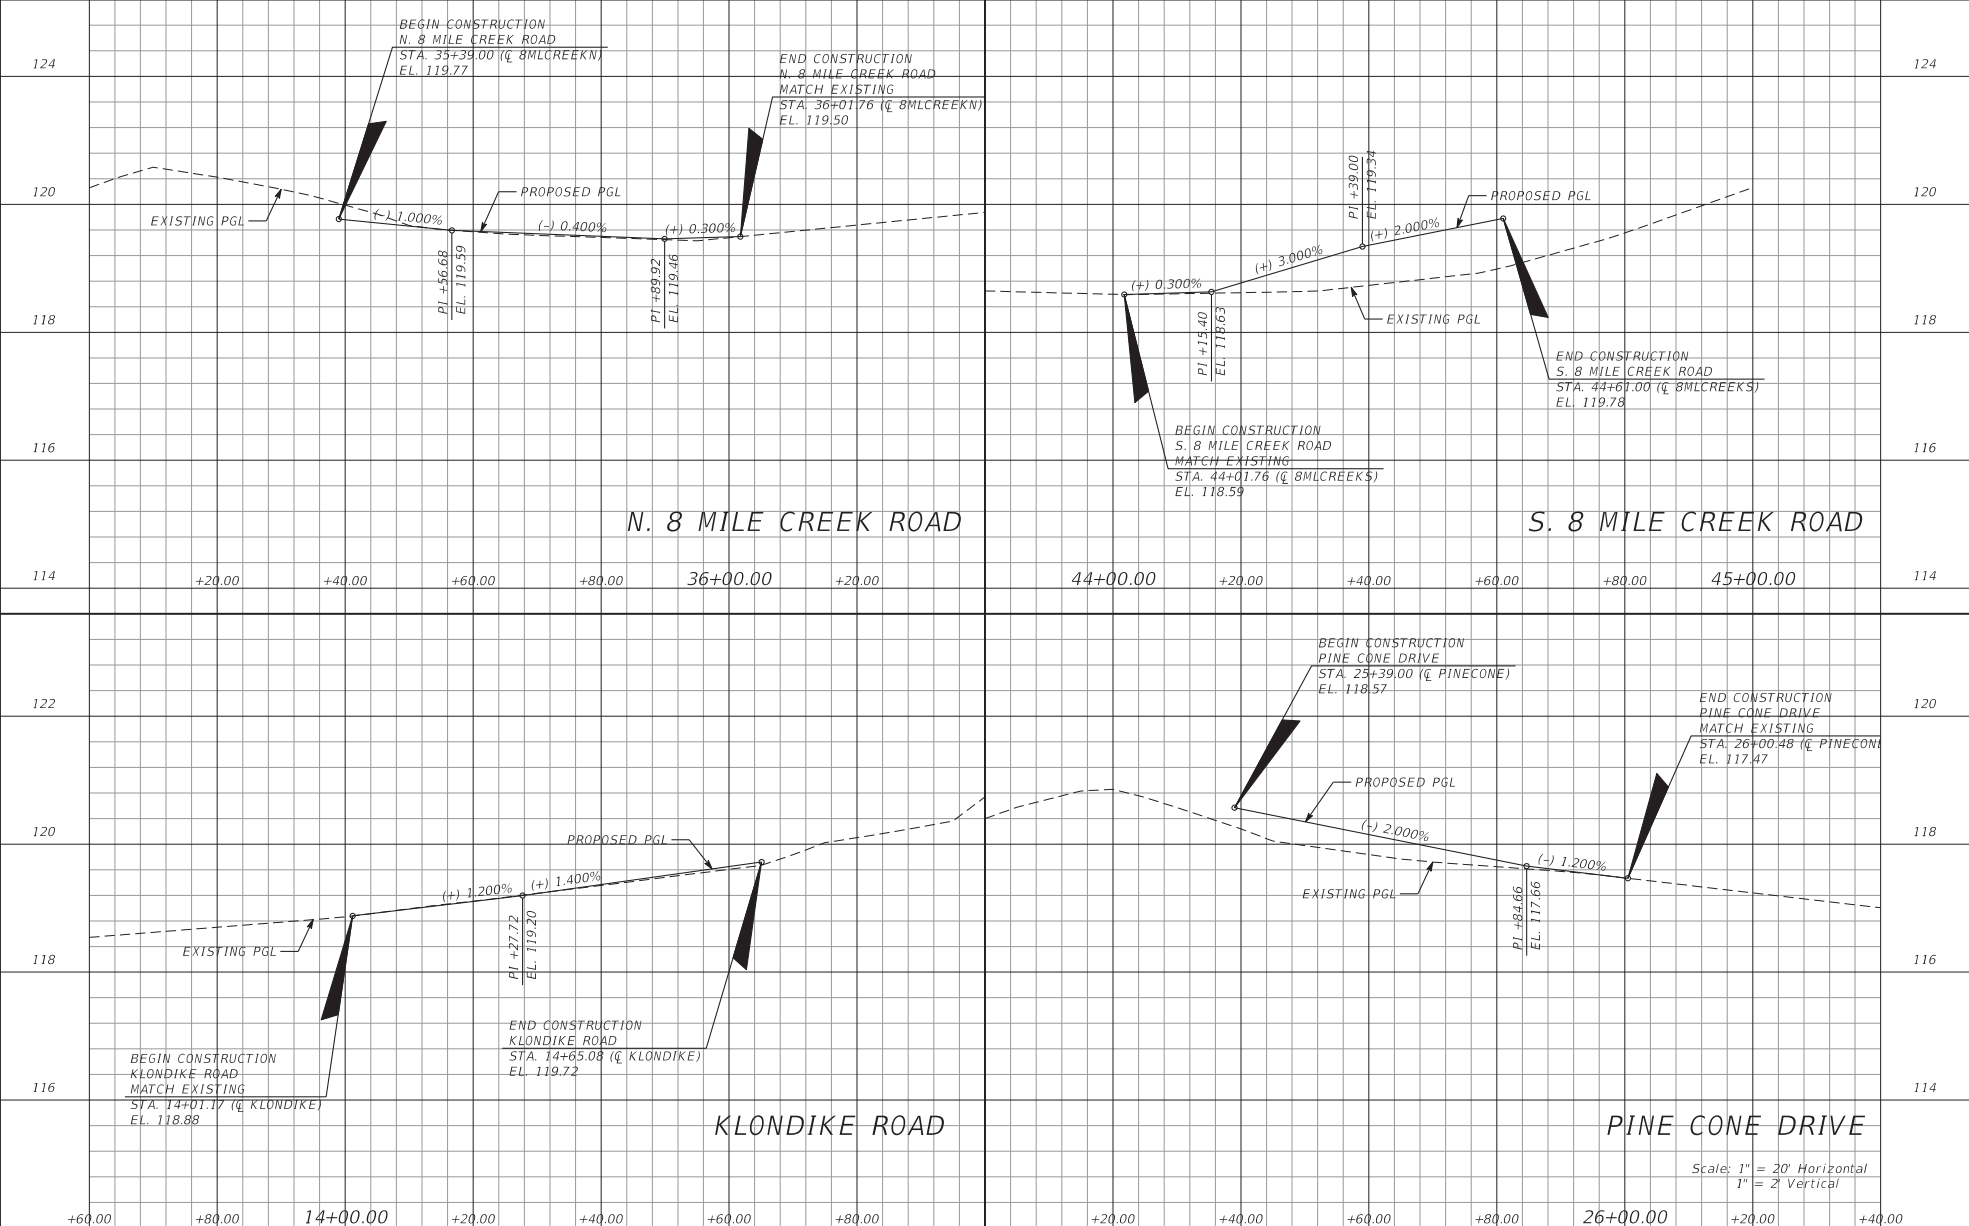 BEGIN CONSTRUCTION
N. 8 MILE CREEK ROAD
STA. 35+39.00 (℄ 8MLCREEKN)
EL. 119.77
END CONSTRUCTION
N. 8 MILE CREEK ROAD
MATCH EXISTING
STA. 36+01.76 (℄ 8MLCREEKN)
EL. 119.50
124
120
118
116
114
EXISTING PGL
PROPOSED PGL
(-) 1.000%
(-) 0.400%
(+) 0.300%
PI +56.68
EL. 119.59
PI +89.92
EL. 119.46
N. 8 MILE CREEK ROAD
+20.00 +40.00 +60.00 +80.00 36+00.00 +20.00
124
120
118
116
114
PI +39.00
EL. 119.34
PROPOSED PGL
(+) 0.300%
(+) 3.000%
(+) 2.000%
PI +15.40
EL. 118.63
EXISTING PGL
END CONSTRUCTION
S. 8 MILE CREEK ROAD
STA. 44+61.00 (℄ 8MLCREEKS)
EL. 119.78
BEGIN CONSTRUCTION
S. 8 MILE CREEK ROAD
MATCH EXISTING
STA. 44+01.76 (℄ 8MLCREEKS)
EL. 118.59
S. 8 MILE CREEK ROAD
44+00.00 +20.00 +40.00 +60.00 +80.00 45+00.00
122
120
118
116
PROPOSED PGL
(+) 1.200%
(+) 1.400%
EXISTING PGL
PI +27.72
EL. 119.20
END CONSTRUCTION
KLONDIKE ROAD
STA. 14+65.08 (℄ KLONDIKE)
EL. 119.72
BEGIN CONSTRUCTION
KLONDIKE ROAD
MATCH EXISTING
STA. 14+01.17 (℄ KLONDIKE)
EL. 118.88
KLONDIKE ROAD
+60.00 +80.00 14+00.00 +20.00 +40.00 +60.00 +80.00
BEGIN CONSTRUCTION
PINE CONE DRIVE
STA. 25+39.00 (℄ PINECONE)
EL. 118.57
END CONSTRUCTION
PINE CONE DRIVE
MATCH EXISTING
STA. 26+00.48 (℄ PINECONE
EL. 117.47
120
118
116
114
PROPOSED PGL
(-) 2.000%
(-) 1.200%
EXISTING PGL
PI +84.66
EL. 117.66
PINE CONE DRIVE
Scale: 1" = 20' Horizontal
1" = 2' Vertical
+20.00 +40.00 +60.00 +80.00 26+00.00 +20.00 +40.00